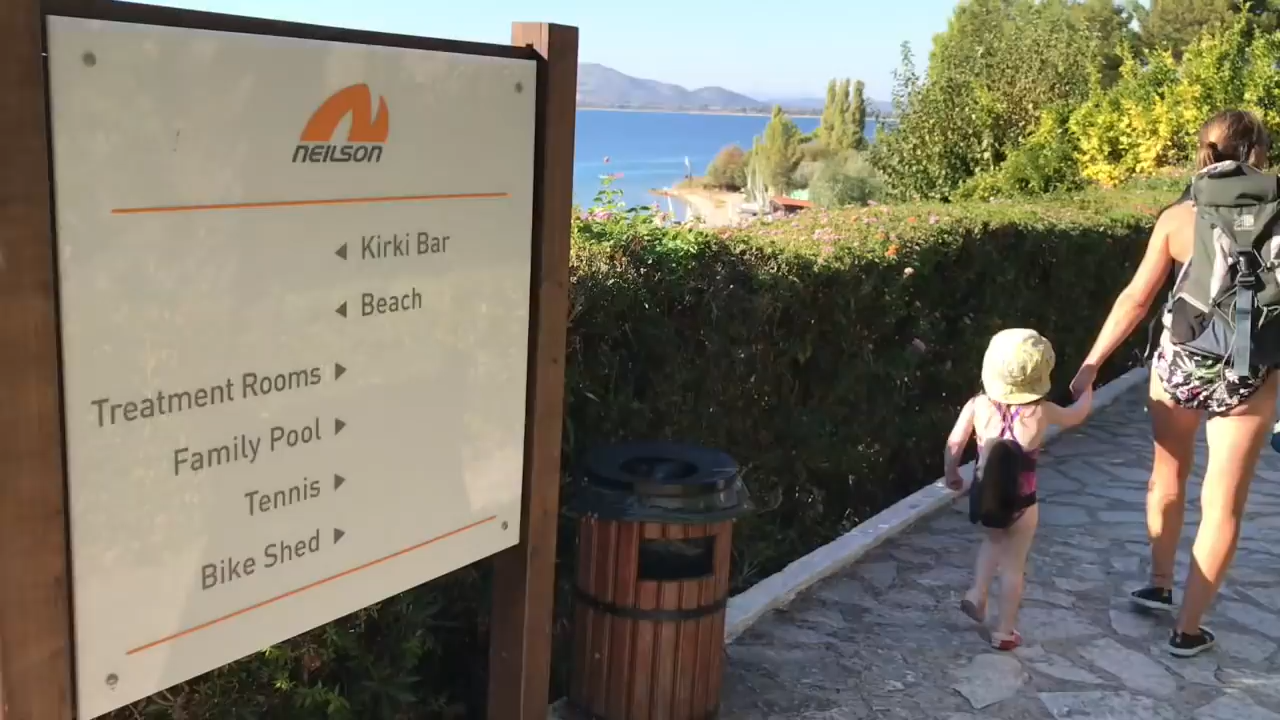 NEILSON
Kirki Bar
Beach
Treatment Rooms
Family Pool
Tennis
Bike Shed